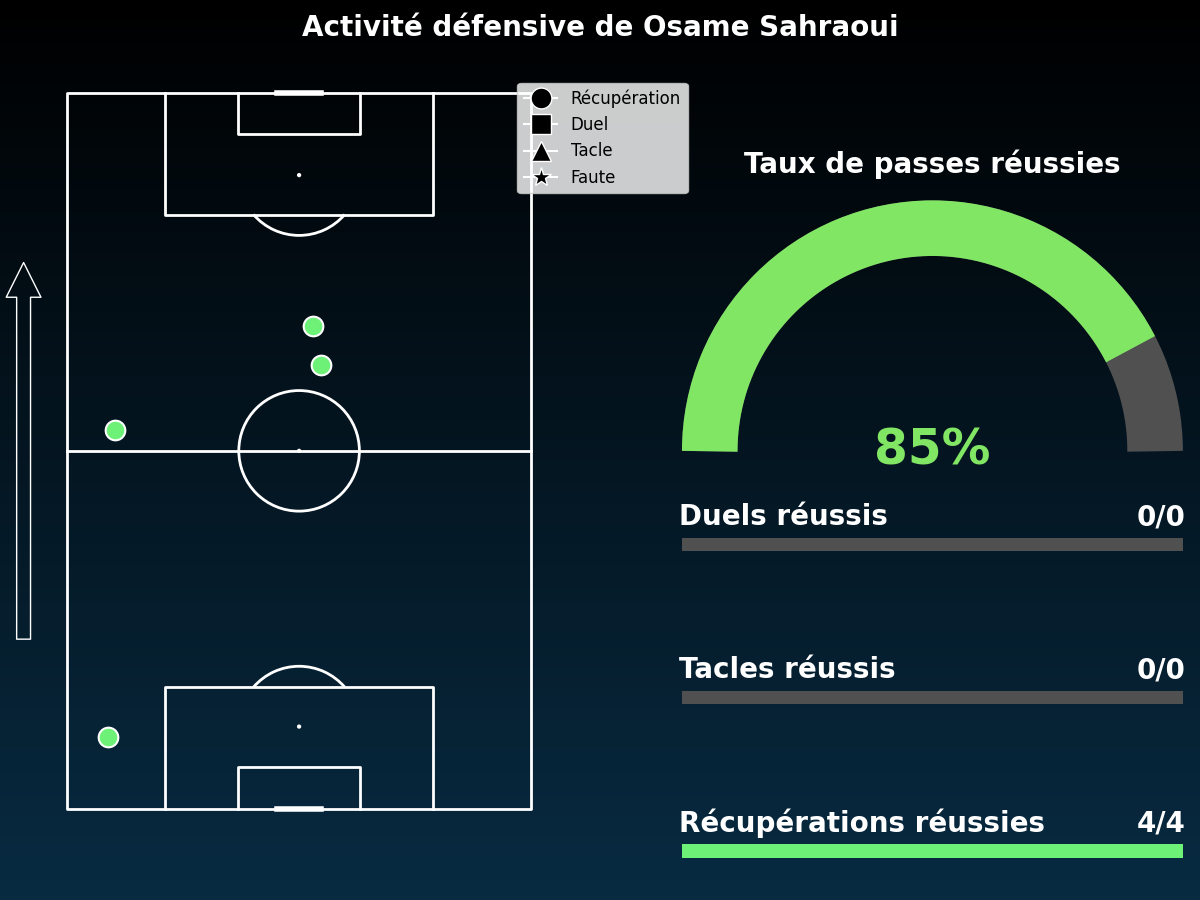 Activité défensive de Osame Sahraoui
Récupération
Duel
Tacle
Faute
Taux de passes réussies
85%
Duels réussis 0/0
Tacles réussis 0/0
Récupérations réussies 4/4